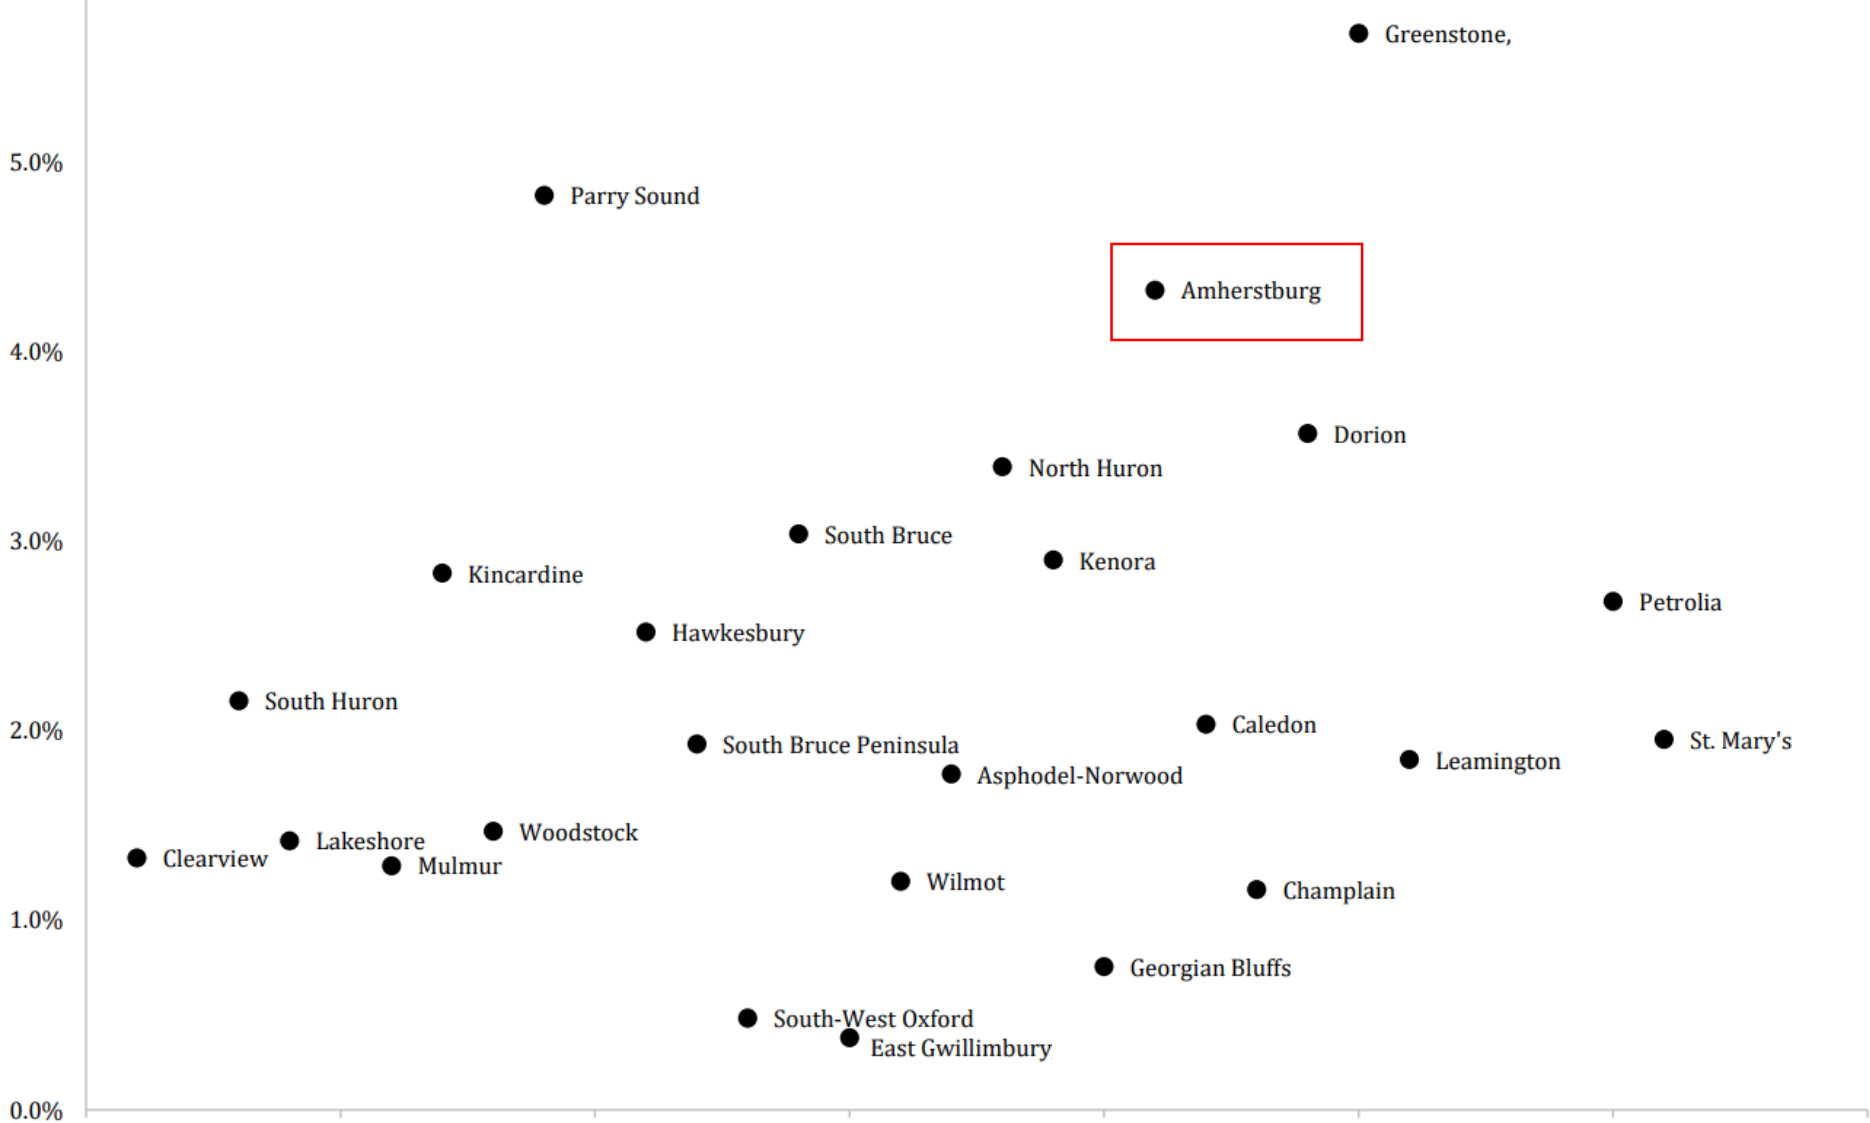 Greenstone,
5.0%
Parry Sound
Amherstburg
4.0%
Dorion
North Huron
3.0%
South Bruce
Kenora
Kincardine
Petrolia
Hawkesbury
South Huron
2.0%
Caledon
St. Mary's
South Bruce Peninsula
Leamington
Asphodel-Norwood
Woodstock
Lakeshore
Clearview
Mulmur
Wilmot
Champlain
1.0%
Georgian Bluffs
South-West Oxford
East Gwillimbury
0.0%